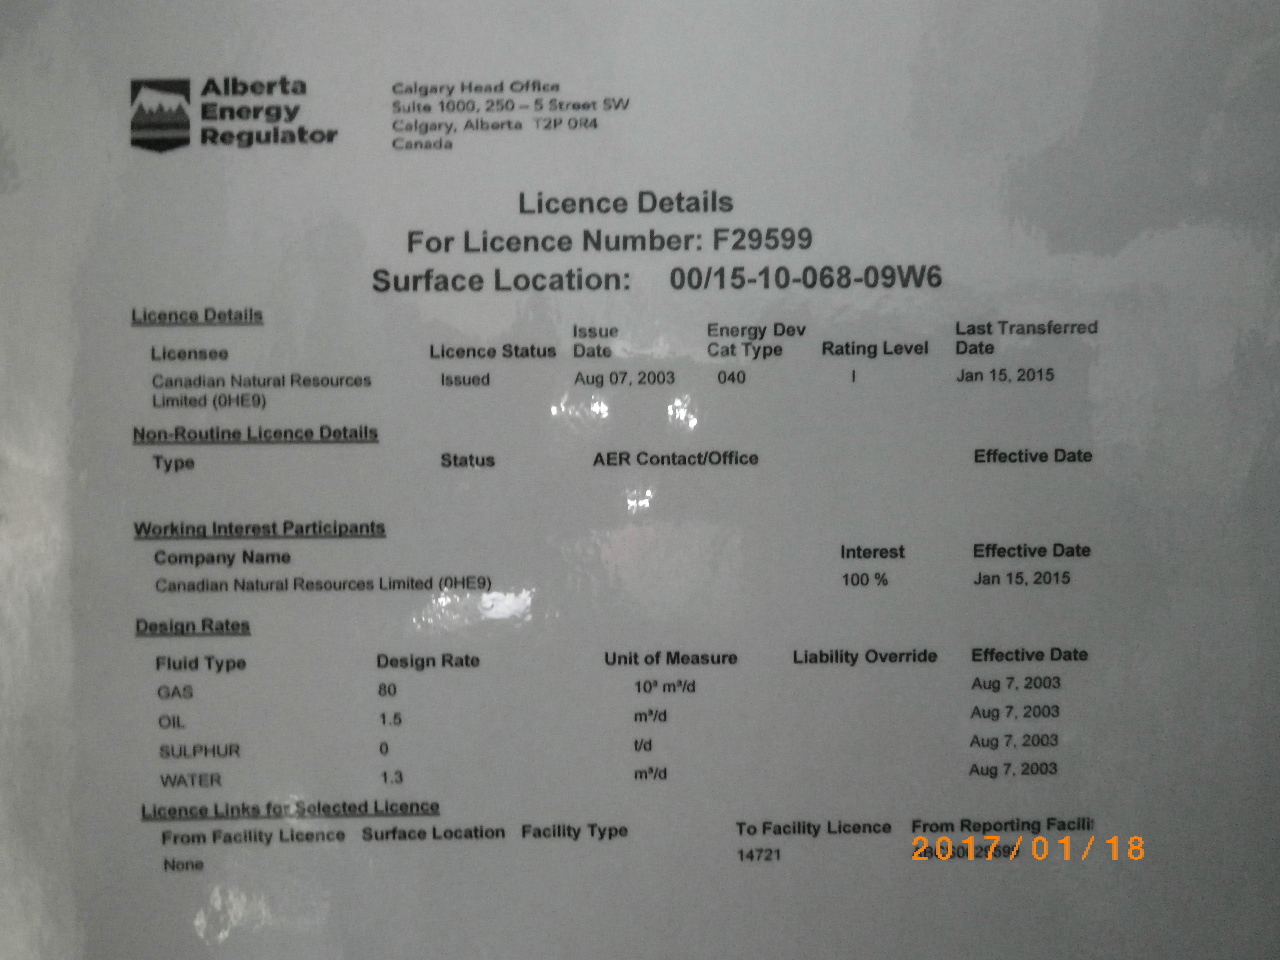 Alberta
Energy
Regulator
Calgary Head Office
Suite 1000, 250 – 5 Street SW
Calgary, Alberta T2P 0R4
Canada
Licence Details
For Licence Number: F29599
Surface Location: 00/15-10-068-09W6
Licence Details
Licensee Licence Status Issue Date Energy Dev Cat Type Rating Level Last Transferred Date
Canadian Natural Resources Issued Aug 07, 2003 040 I Jan 15, 2015
Limited (0HE9)
Non-Routine Licence Details
Type Status AER Contact/Office Effective Date
Working Interest Participants
Company Name Interest Effective Date
Canadian Natural Resources Limited (0HE9) 100 % Jan 15, 2015
Design Rates
Fluid Type Design Rate Unit of Measure Liability Override Effective Date
GAS 80 10³ m³/d Aug 7, 2003
OIL 1.5 m³/d Aug 7, 2003
SULPHUR 0 t/d Aug 7, 2003
WATER 1.3 m³/d Aug 7, 2003
Licence Links for Selected Licence
From Facility Licence Surface Location Facility Type To Facility Licence From Reporting Facili
None 14721
2017/01/18